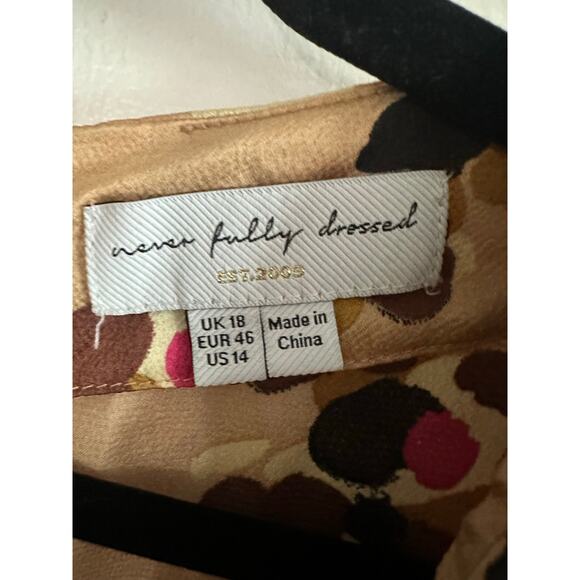 never fully dressed
EST.2009
UK 18
EUR 46
US 14
Made in
China